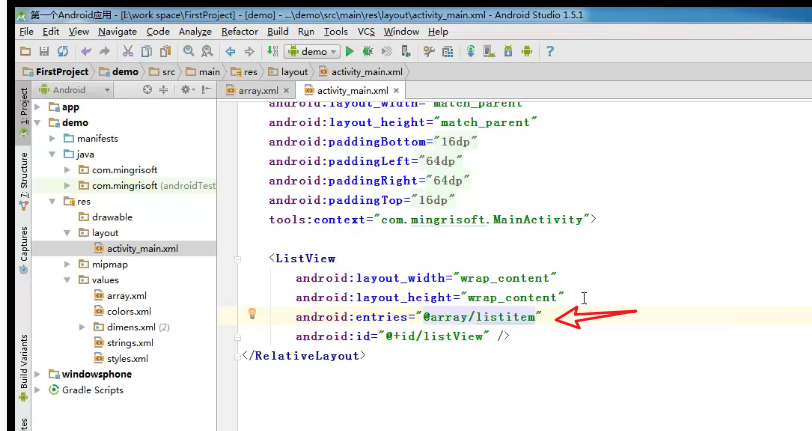 第一个Android应用 - [I:\work space\FirstProject] - [demo] - ...\demo\src\main\res\layout\activity_main.xml - Android Studio 1.5.1
File Edit View Navigate Code Analyze Refactor Build Run Tools VCS Window Help
demo
FirstProject demo src main res layout activity_main.xml
Android
array.xml
activity_main.xml
1: Project
7: Structure
Captures
Build Variants
app
demo
manifests
java
com.mingrisoft
com.mingrisoft (androidTest
res
drawable
layout
activity_main.xml
mipmap
values
array.xml
colors.xml
dimens.xml (2)
strings.xml
styles.xml
windowsphone
Gradle Scripts
android:layout_width="match_parent"
android:layout_height="match_parent"
android:paddingBottom="16dp"
android:paddingLeft="64dp"
android:paddingRight="64dp"
android:paddingTop="16dp"
tools:context="com.mingrisoft.MainActivity">
<ListView
android:layout_width="wrap_content"
android:layout_height="wrap_content"
android:entries="@array/listitem"
android:id="@+id/listView" />
</RelativeLayout>